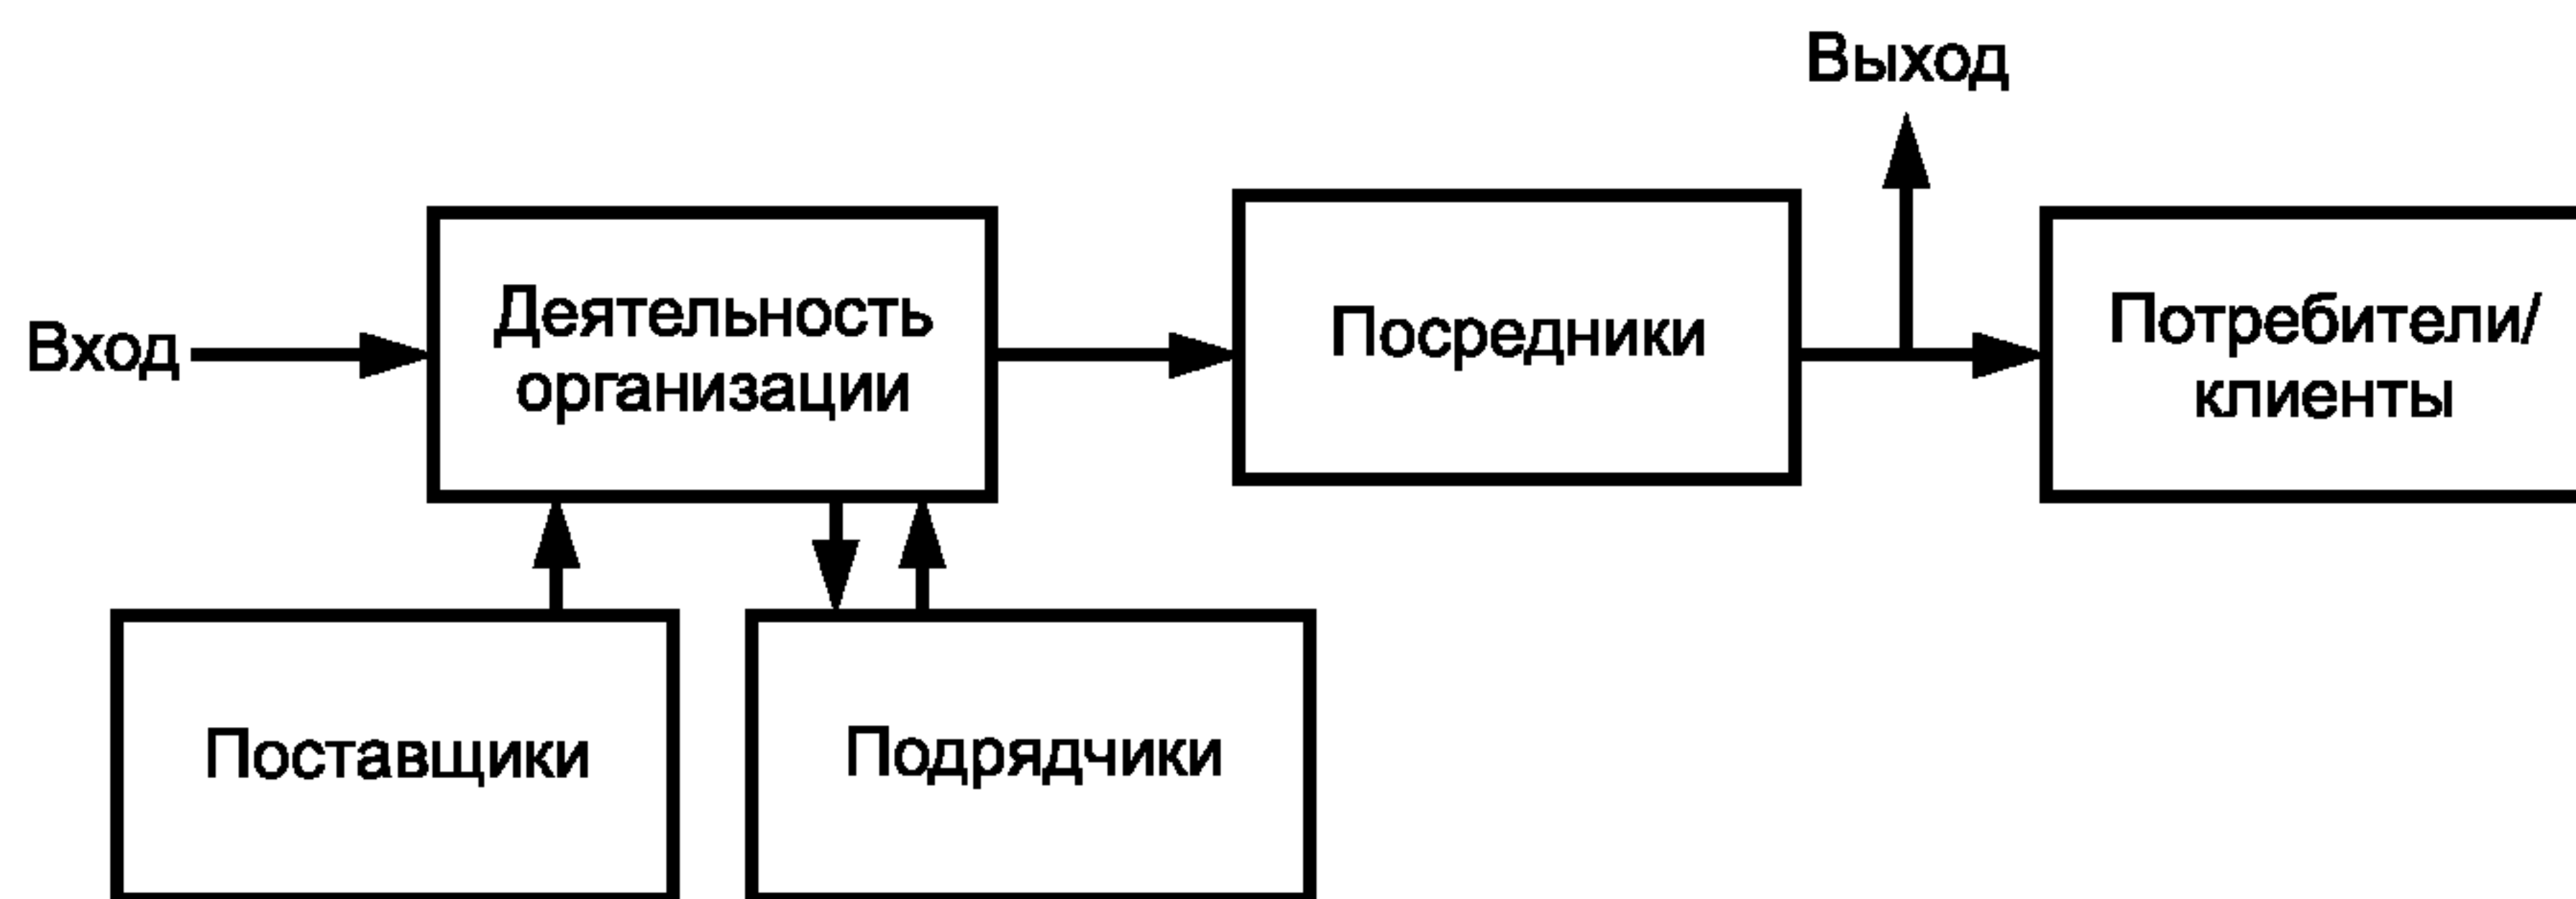 Выход
Вход
Деятельность
организации
Посредники
Потребители/
клиенты
Поставщики
Подрядчики